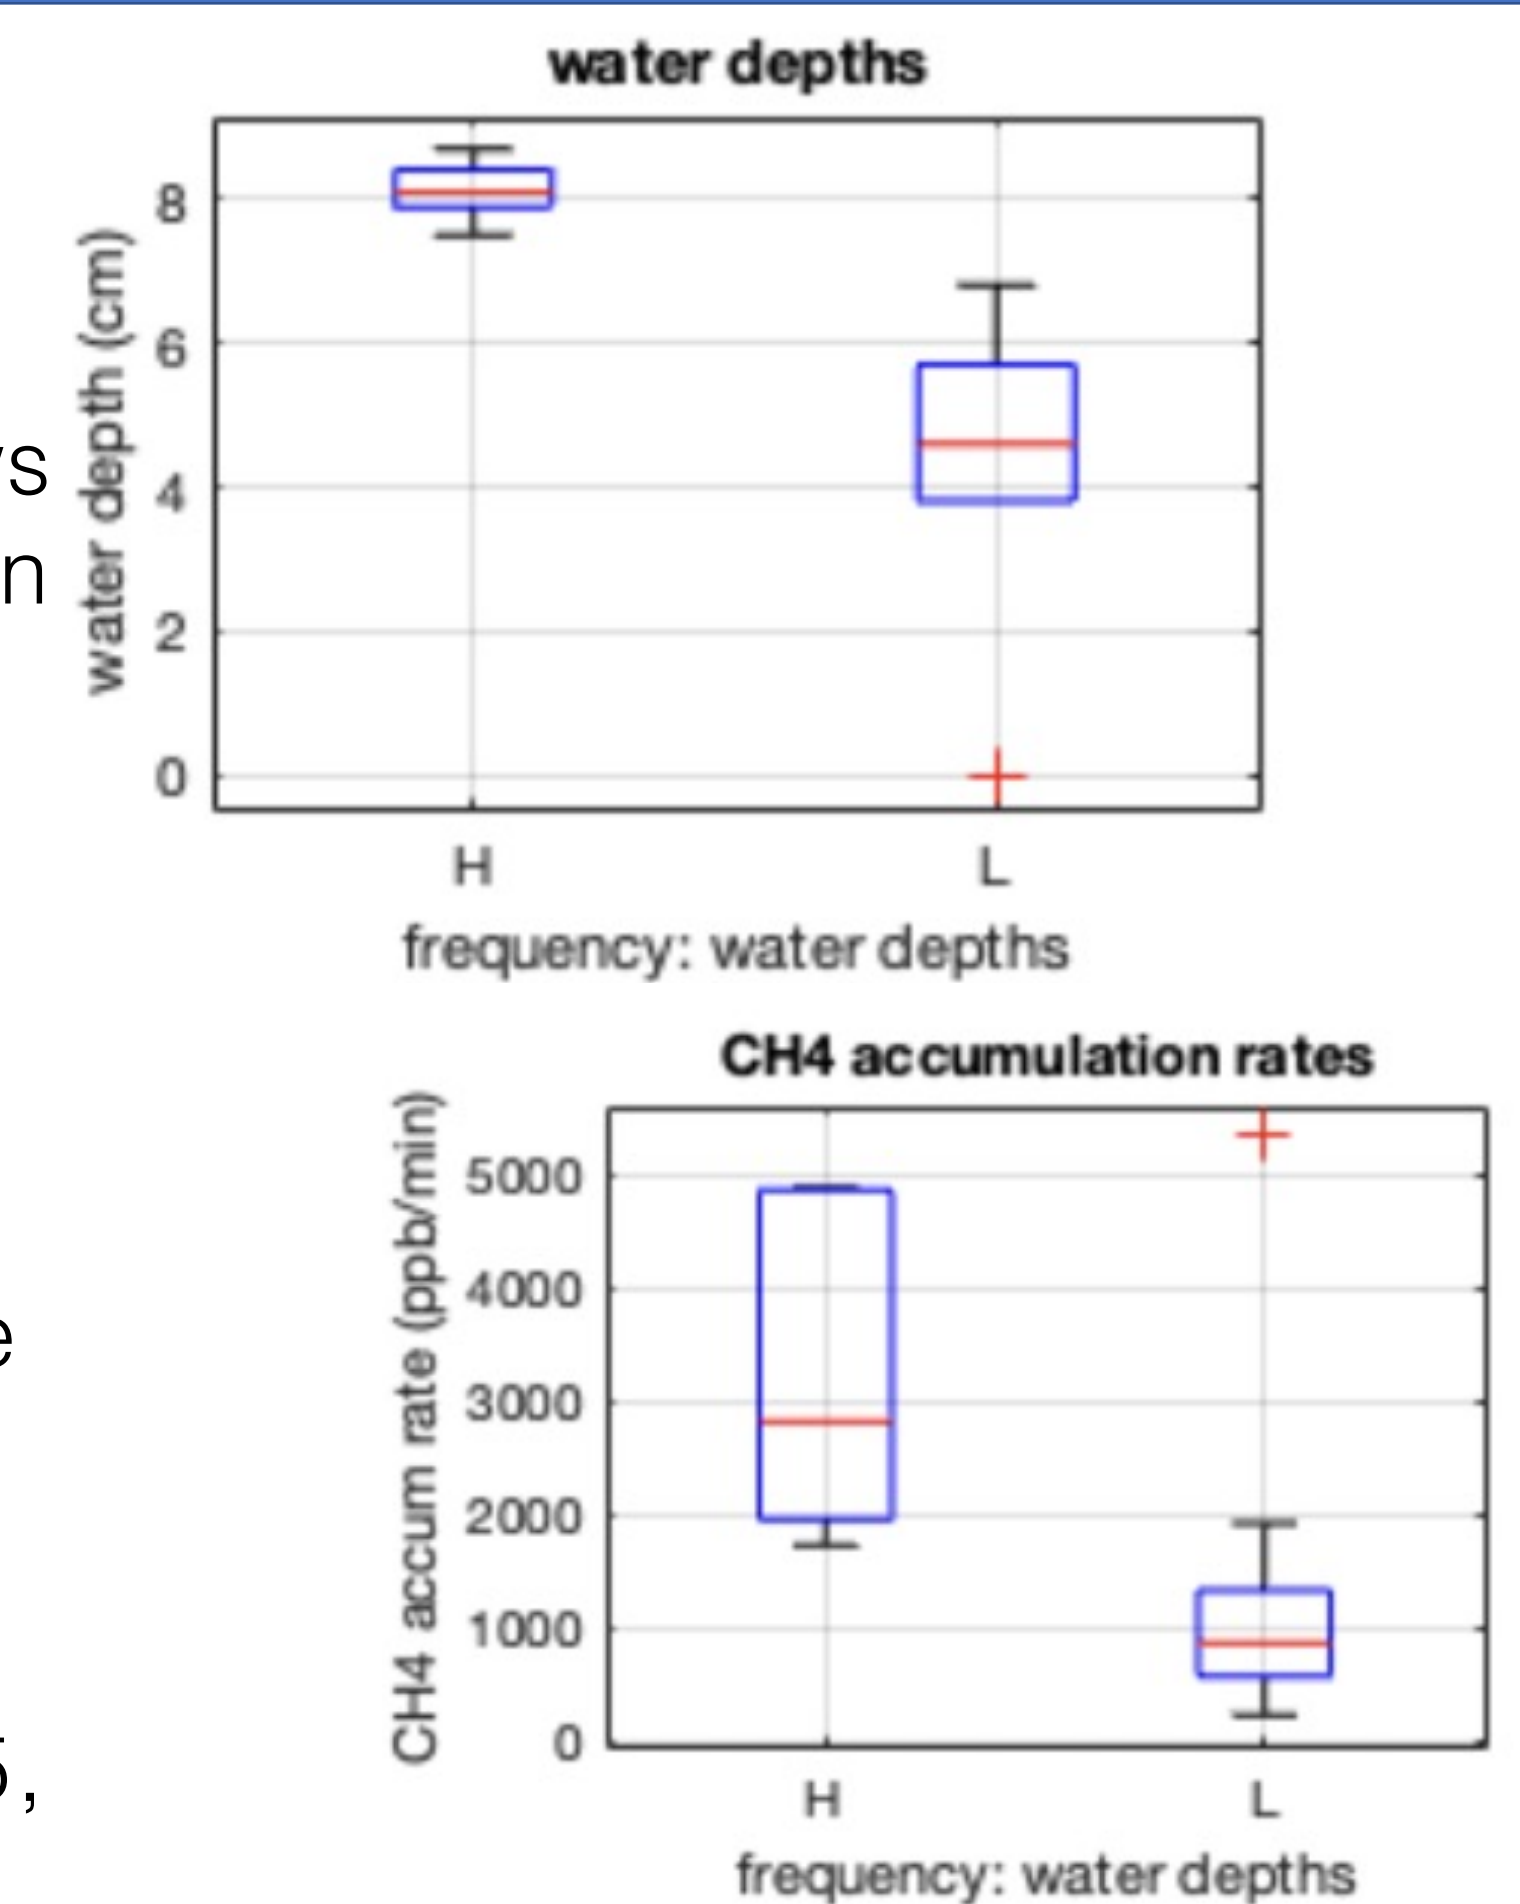 water depths
water depth (cm)
8
6
4
2
0
H L
frequency: water depths
CH4 accumulation rates
CH4 accum rate (ppb/min)
5000
4000
3000
2000
1000
0
H L
frequency: water depths